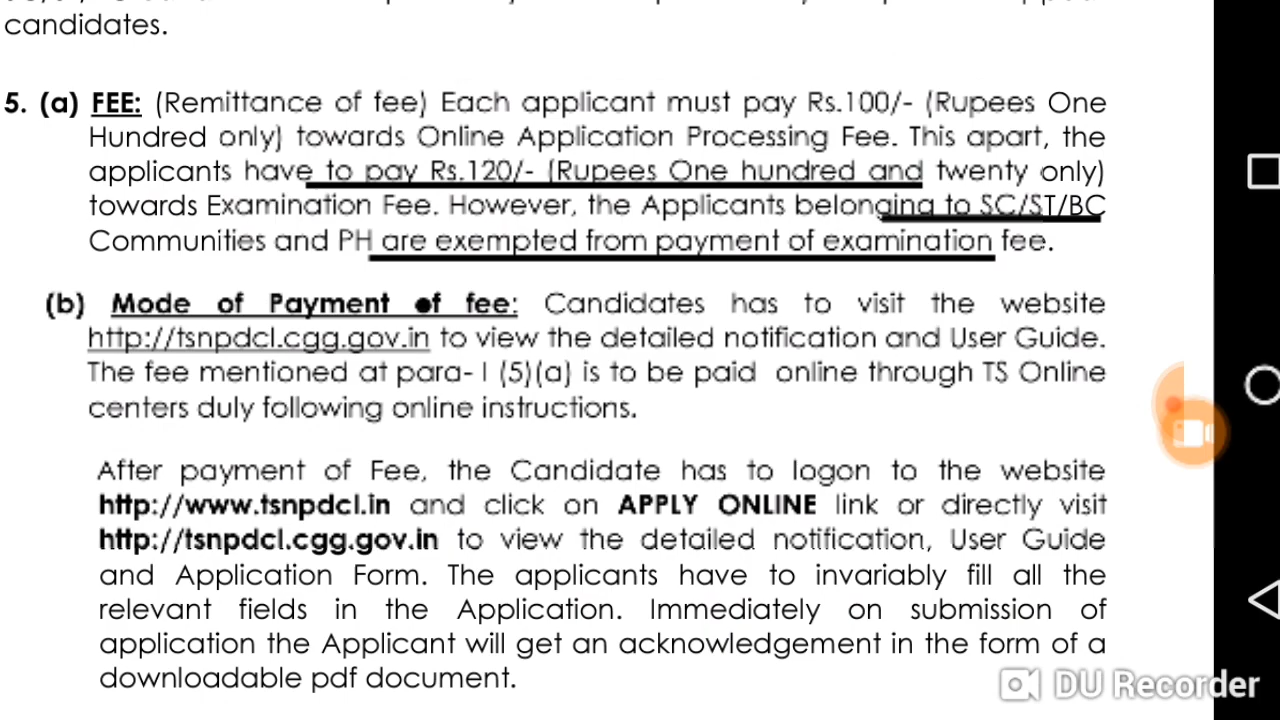 candidates.
5. (a) FEE: (Remittance of fee) Each applicant must pay Rs.100/- (Rupees One
Hundred only) towards Online Application Processing Fee. This apart, the
applicants have to pay Rs.120/- (Rupees One hundred and twenty only)
towards Examination Fee. However, the Applicants belonging to SC/ST/BC
Communities and PH are exempted from payment of examination fee.
(b) Mode of Payment of fee: Candidates has to visit the website
http://tsnpdcl.cgg.gov.in to view the detailed notification and User Guide.
The fee mentioned at para- I (5)(a) is to be paid online through TS Online
centers duly following online instructions.
After payment of Fee, the Candidate has to logon to the website
http://www.tsnpdcl.in and click on APPLY ONLINE link or directly visit
http://tsnpdcl.cgg.gov.in to view the detailed notification, User Guide
and Application Form. The applicants have to invariably fill all the
relevant fields in the Application. Immediately on submission of
application the Applicant will get an acknowledgement in the form of a
downloadable pdf document.
DU Recorder